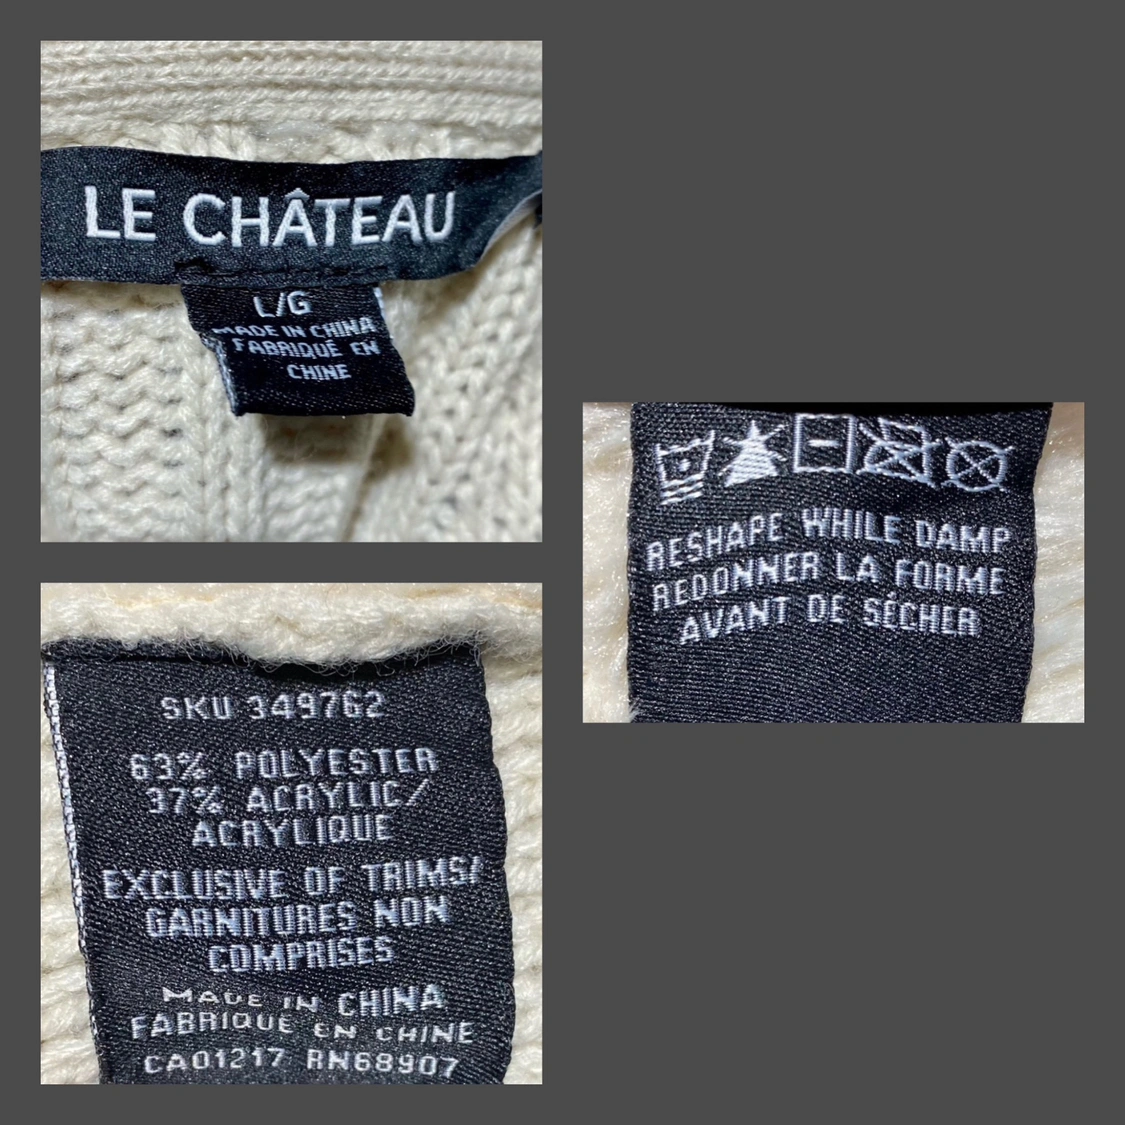 LE CHÂTEAU
L/G
MADE IN CHINA
FABRIQUÉ EN
CHINE
SKU 349762
63% POLYESTER
37% ACRYLIC/
ACRYLIQUE
EXCLUSIVE OF TRIMS/
GARNITURES NON
COMPRISES
MADE IN CHINA
FABRIQUÉ EN CHINE
CA01217 RN68907
RESHAPE WHILE DAMP
REDONNER LA FORME
AVANT DE SÉCHER